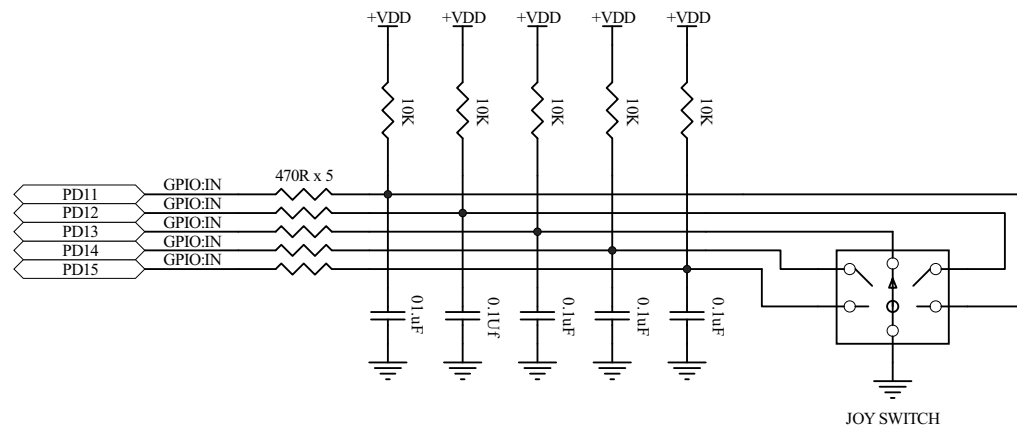 +VDD
+VDD
+VDD
+VDD
+VDD
10K
10K
10K
10K
10K
470R x 5
PD11
GPIO:IN
PD12
GPIO:IN
PD13
GPIO:IN
PD14
GPIO:IN
PD15
GPIO:IN
01.uF
0.1Uf
0.1uF
0.1uF
0.1uF
JOY SWITCH